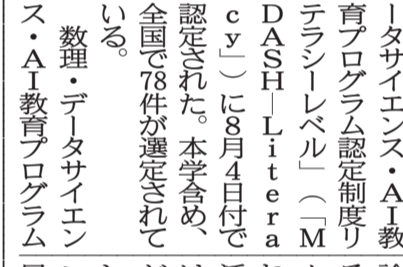 ータサイエンス・AI教
育プログラム認定制度リ
テラシーレベル」（「M
DASH―Litera
cy」）に8月4日付で
認定された。本学含め、
全国で78件が選定されて
いる。
数理・データサイエン
ス・AI教育プログラム